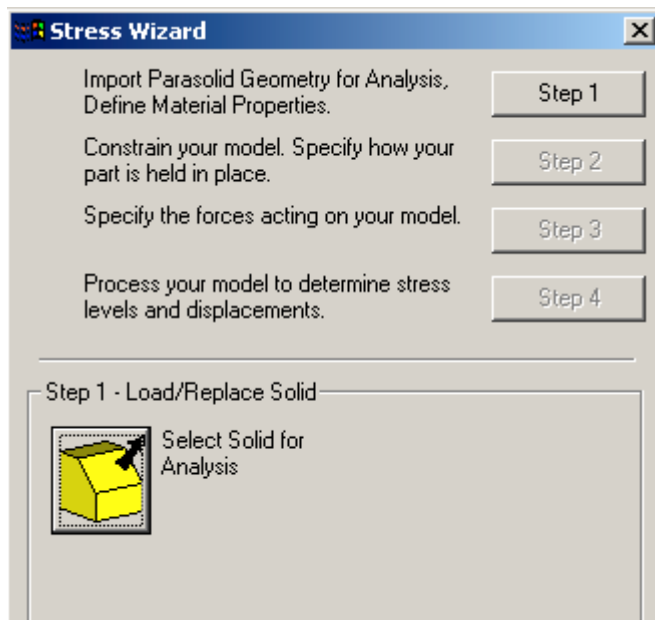 Stress Wizard
Import Parasolid Geometry for Analysis,
Define Material Properties.
Step 1
Constrain your model. Specify how your
part is held in place.
Step 2
Specify the forces acting on your model.
Step 3
Process your model to determine stress
levels and displacements.
Step 4
Step 1 - Load/Replace Solid
Select Solid for
Analysis